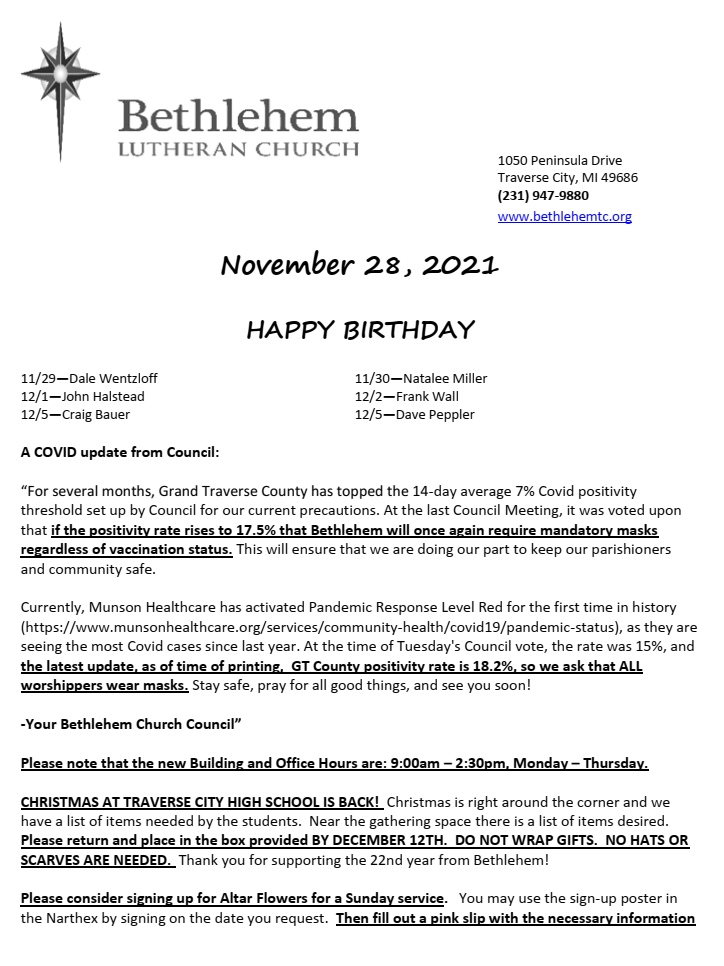 Bethlehem
LUTHERAN CHURCH
1050 Peninsula Drive
Traverse City, MI 49686
(231) 947-9880
www.bethlehemtc.org
November 28, 2021
HAPPY BIRTHDAY
11/29—Dale Wentzloff 11/30—Natalee Miller
12/1—John Halstead 12/2—Frank Wall
12/5—Craig Bauer 12/5—Dave Peppler
A COVID update from Council:
“For several months, Grand Traverse County has topped the 14-day average 7% Covid positivity
threshold set up by Council for our current precautions. At the last Council Meeting, it was voted upon
that if the positivity rate rises to 17.5% that Bethlehem will once again require mandatory masks
regardless of vaccination status. This will ensure that we are doing our part to keep our parishioners
and community safe.
Currently, Munson Healthcare has activated Pandemic Response Level Red for the first time in history
(https://www.munsonhealthcare.org/services/community-health/covid19/pandemic-status), as they are
seeing the most Covid cases since last year. At the time of Tuesday's Council vote, the rate was 15%, and
the latest update, as of time of printing, GT County positivity rate is 18.2%, so we ask that ALL
worshippers wear masks. Stay safe, pray for all good things, and see you soon!
-Your Bethlehem Church Council”
Please note that the new Building and Office Hours are: 9:00am – 2:30pm, Monday – Thursday.
CHRISTMAS AT TRAVERSE CITY HIGH SCHOOL IS BACK! Christmas is right around the corner and we
have a list of items needed by the students. Near the gathering space there is a list of items desired.
Please return and place in the box provided BY DECEMBER 12TH. DO NOT WRAP GIFTS. NO HATS OR
SCARVES ARE NEEDED. Thank you for supporting the 22nd year from Bethlehem!
Please consider signing up for Altar Flowers for a Sunday service. You may use the sign-up poster in
the Narthex by signing on the date you request. Then fill out a pink slip with the necessary information